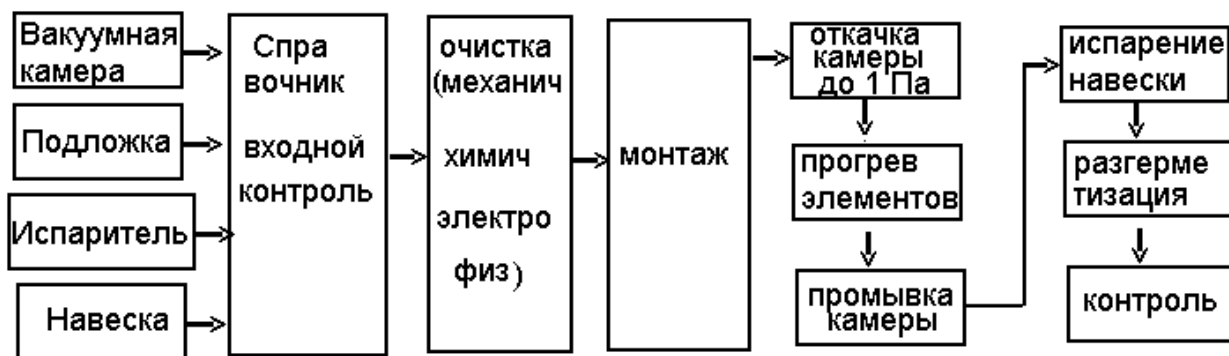 Вакуумная
камера
Подложка
Испаритель
Навеска
Спра
вочник
входной
контроль
очистка
(механич
химич
электро
физ)
монтаж
откачка
камеры
до 1 Па
прогрев
элементов
промывка
камеры
испарение
навески
разгерме
тизация
контроль